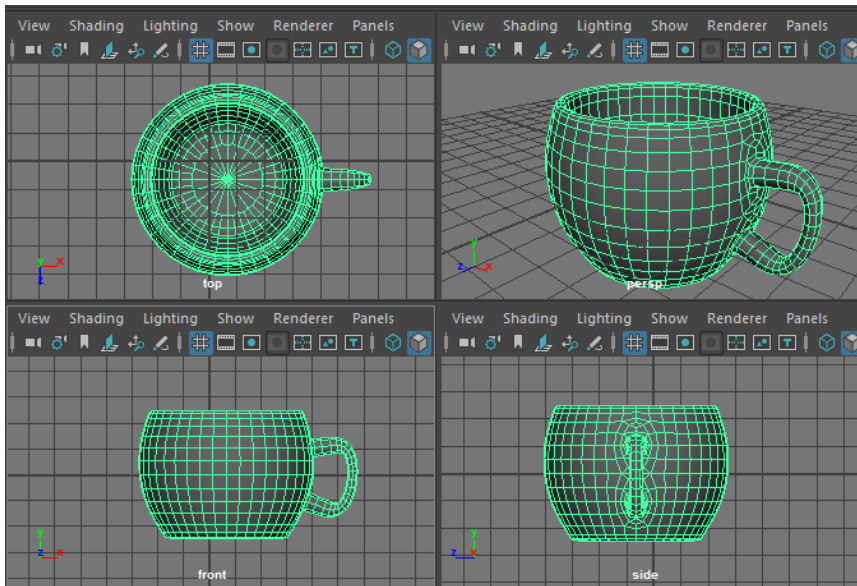 View Shading Lighting Show Renderer Panels
y x
z
top
View Shading Lighting Show Renderer Panels
y
z x
persp
View Shading Lighting Show Renderer Panels
y
z x
front
View Shading Lighting Show Renderer Panels
y
z x
side